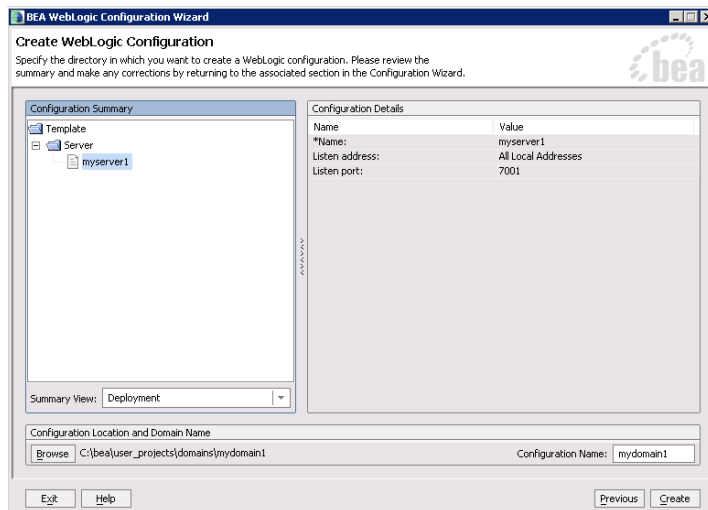 BEA WebLogic Configuration Wizard
Create WebLogic Configuration
Specify the directory in which you want to create a WebLogic configuration. Please review the
summary and make any corrections by returning to the associated section in the Configuration Wizard.
bea
Configuration Summary
Template
Server
myserver1
Summary View: Deployment
Configuration Details
Name Value
*Name: myserver1
Listen address: All Local Addresses
Listen port: 7001
Configuration Location and Domain Name
Browse C:\bea\user_projects\domains\mydomain1 Configuration Name: mydomain1
Exit Help Previous Create